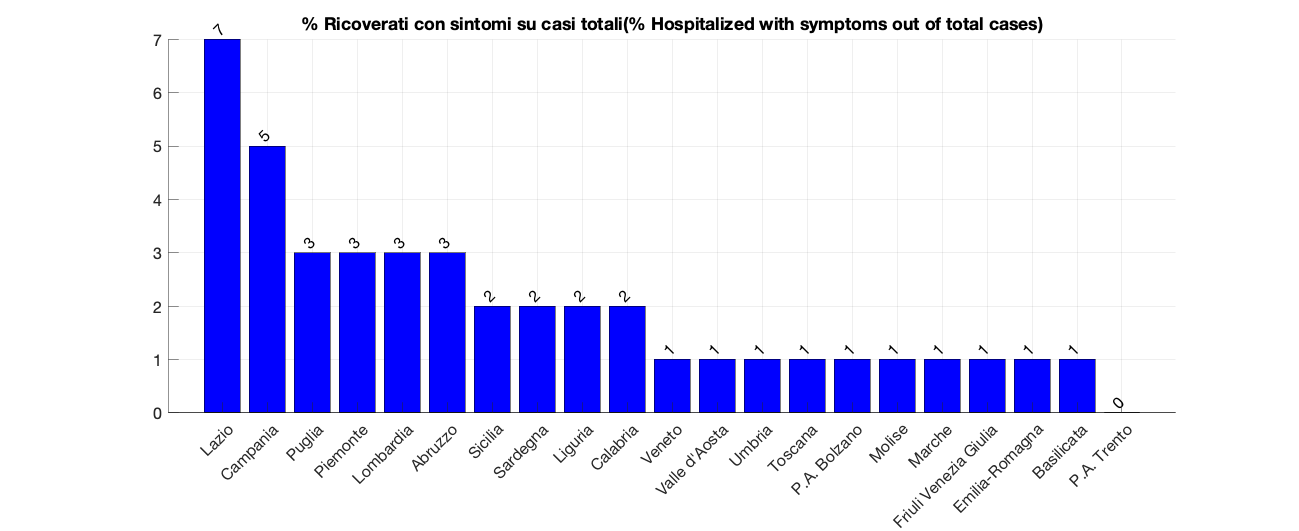 % Ricoverati con sintomi su casi totali(% Hospitalized with symptoms out of total cases)
7
6
5
4
3
2
1
0
7
5
3
3
3
3
2
2
2
2
1
1
1
1
1
1
1
1
1
1
0
Lazio
Campania
Puglia
Piemonte
Lombardia
Abruzzo
Sicilia
Sardegna
Liguria
Calabria
Veneto
Valle d'Aosta
Umbria
Toscana
P.A. Bolzano
Molise
Marche
Friuli Venezia Giulia
Emilia-Romagna
Basilicata
P.A. Trento